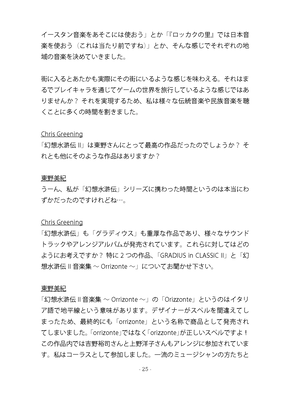 イースタン音楽をあそこには使おう」とか「『ロッカクの里』では日本音
楽を使おう（これは当たり前ですね）」とか、そんな感じでそれぞれの地
域の音楽を決めていきました。
街に入るとあたかも実際にその街にいるような感じを味わえる。それはま
るでプレイキャラを通じてゲームの世界を旅行しているような感じではあ
りませんか？ それを実現するため、私は様々な伝統音楽や民族音楽を聴
くことに多くの時間を割きました。
Chris Greening
「幻想水滸伝 II」は東野さんにとって最高の作品だったのでしょうか？ そ
れとも他にそのような作品はありますか？
東野美紀
うーん、私が「幻想水滸伝」シリーズに携わった時間というのは本当にわ
ずかだったのですけれどね…。
Chris Greening
「幻想水滸伝」も「グラディウス」も重厚な作品であり、様々なサウンド
トラックやアレンジアルバムが発売されています。これらに対してはどの
ようにお考えですか？ 特に 2 つの作品、「GRADIUS in CLASSIC II」と「幻
想水滸伝 II 音楽集 ～ Orrizonte ～」についてお聞かせ下さい。
東野美紀
「幻想水滸伝 II 音楽集 ～ Orrizonte ～」の「Orizzonte」というのはイタリ
ア語で地平線という意味があります。デザイナーがスペルを間違えてし
まったため、最終的にも「orrizonte」という名称で商品として発売され
てしまいました。「orrizonte」ではなく「orizzonte」が正しいスペルですよ！
この作品内では吉野裕司さんと上野洋子さんもアレンジに参加されていま
す。私はコーラスとして参加しました。一流のミュージシャンの方たちと
- 25 -